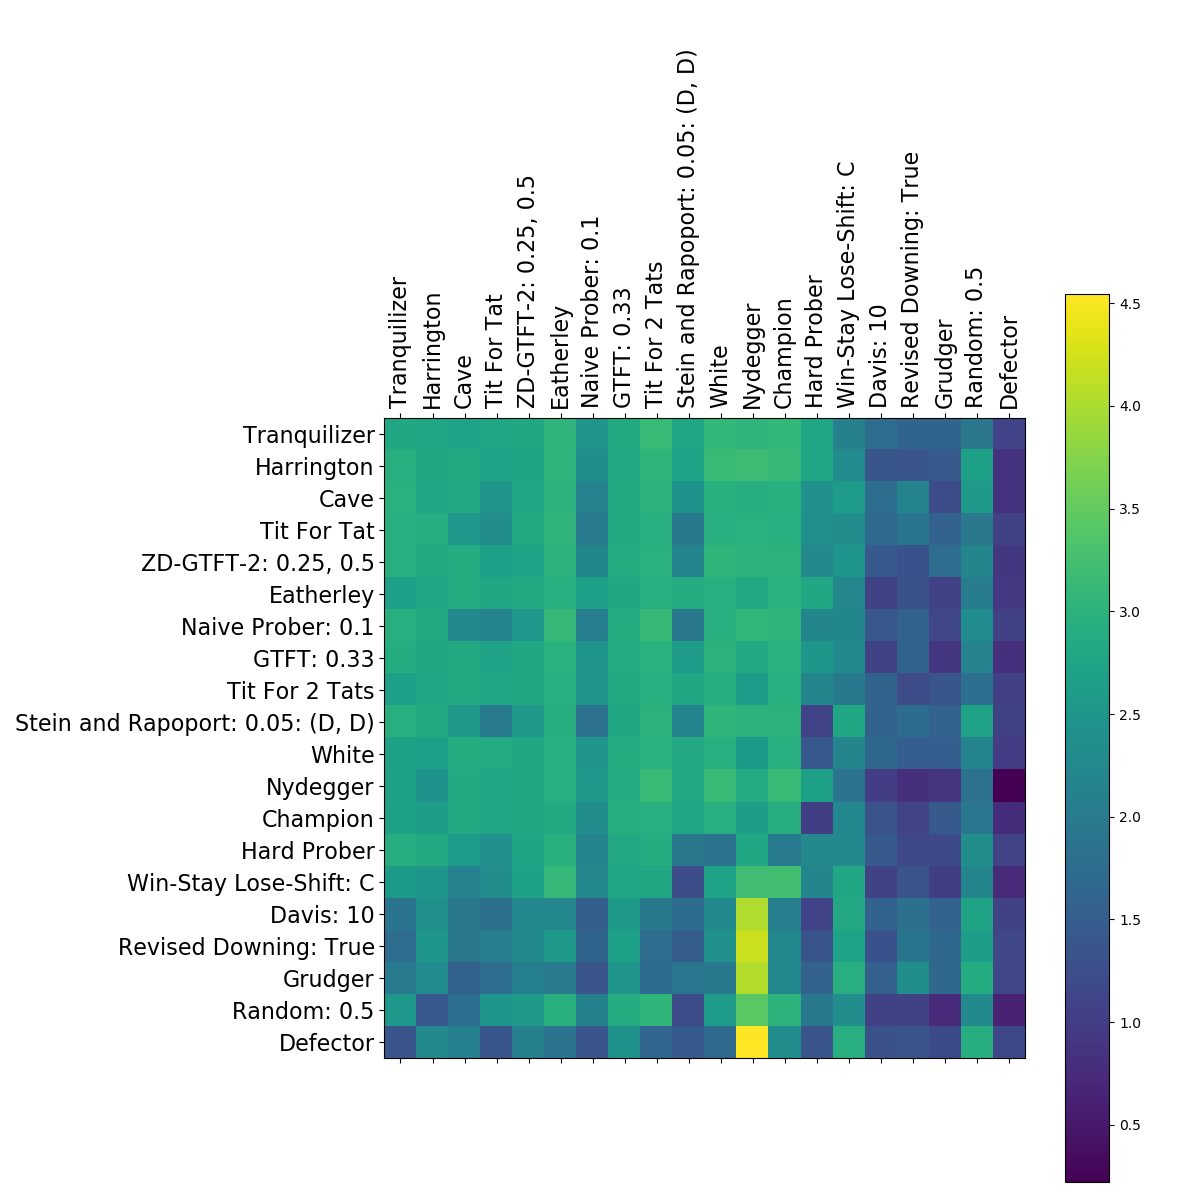 Tranquilizer
Harrington
Cave
Tit For Tat
ZD-GTFT-2: 0.25, 0.5
Eatherley
Naive Prober: 0.1
GTFT: 0.33
Tit For 2 Tats
Stein and Rapoport: 0.05: (D, D)
White
Nydegger
Champion
Hard Prober
Win-Stay Lose-Shift: C
Davis: 10
Revised Downing: True
Grudger
Random: 0.5
Defector
Tranquilizer
Harrington
Cave
Tit For Tat
ZD-GTFT-2: 0.25, 0.5
Eatherley
Naive Prober: 0.1
GTFT: 0.33
Tit For 2 Tats
Stein and Rapoport: 0.05: (D, D)
White
Nydegger
Champion
Hard Prober
Win-Stay Lose-Shift: C
Davis: 10
Revised Downing: True
Grudger
Random: 0.5
Defector
4.5
4.0
3.5
3.0
2.5
2.0
1.5
1.0
0.5